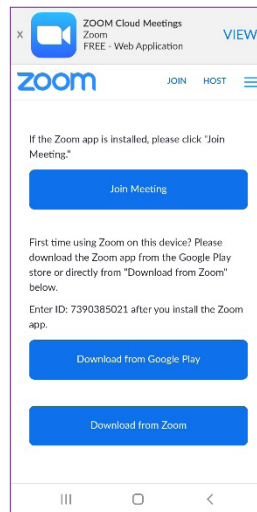 x
ZOOM Cloud Meetings
Zoom
FREE - Web Application
VIEW
zoom
JOIN HOST
If the Zoom app is installed, please click "Join
Meeting."
Join Meeting
First time using Zoom on this device? Please
download the Zoom app from the Google Play
store or directly from "Download from Zoom"
below.
Enter ID: 7390385021 after you install the Zoom
app.
Download from Google Play
Download from Zoom